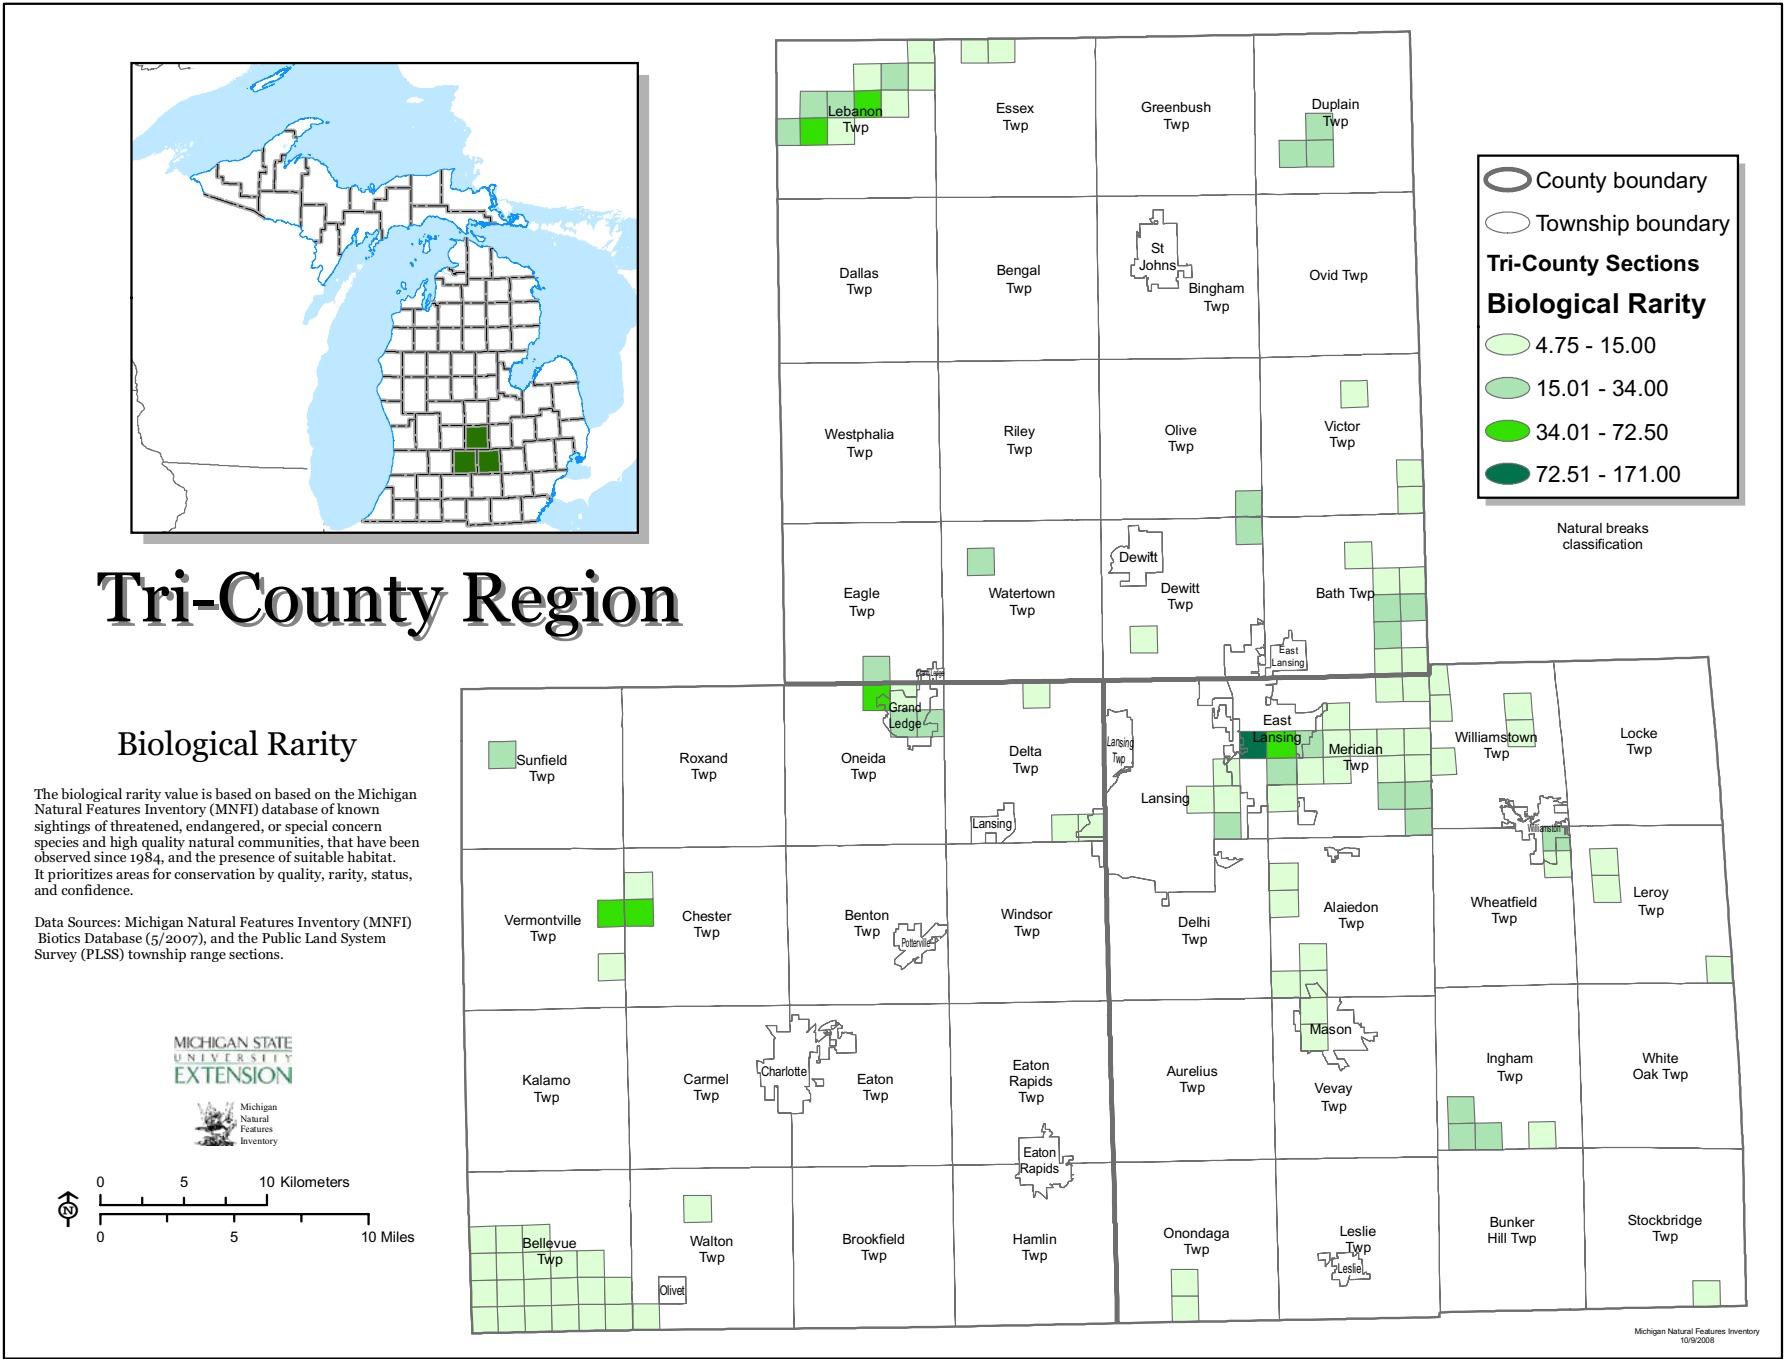 Tri-County Region
Biological Rarity
The biological rarity value is based on based on the Michigan
Natural Features Inventory (MNFI) database of known
sightings of threatened, endangered, or special concern
species and high quality natural communities, that have been
observed since 1984, and the presence of suitable habitat.
It prioritizes areas for conservation by quality, rarity, status,
and confidence.
Data Sources: Michigan Natural Features Inventory (MNFI)
Biotics Database (5/2007), and the Public Land System
Survey (PLSS) township range sections.
MICHIGAN STATE
UNIVERSITY
EXTENSION
Michigan
Natural
Features
Inventory
0 5 10 Kilometers
N
0 5 10 Miles
County boundary
Township boundary
Tri-County Sections
Biological Rarity
4.75 - 15.00
15.01 - 34.00
34.01 - 72.50
72.51 - 171.00
Natural breaks
classification
Lebanon
Twp
Essex
Twp
Greenbush
Twp
Duplain
Twp
Dallas
Twp
Bengal
Twp
St
Johns
Bingham
Twp
Ovid Twp
Westphalia
Twp
Riley
Twp
Olive
Twp
Victor
Twp
Eagle
Twp
Watertown
Twp
Dewitt
Dewitt
Twp
Bath Twp
East
Lansing
Grand Ledge
Sunfield
Twp
Roxand
Twp
Oneida
Twp
Grand
Ledge
Delta
Twp
Lansing
Lansing
Twp
Lansing
East
Lansing
Meridian
Twp
Williamstown
Twp
Locke
Twp
Williamston
Vermontville
Twp
Chester
Twp
Benton
Twp
Potterville
Windsor
Twp
Delhi
Twp
Alaiedon
Twp
Wheatfield
Twp
Leroy
Twp
Kalamo
Twp
Carmel
Twp
Charlotte
Eaton
Twp
Eaton
Rapids
Twp
Eaton
Rapids
Aurelius
Twp
Mason
Vevay
Twp
Ingham
Twp
White
Oak Twp
Bellevue
Twp
Walton
Twp
Olivet
Brookfield
Twp
Hamlin
Twp
Onondaga
Twp
Leslie
Twp
Leslie
Bunker
Hill Twp
Stockbridge
Twp
Michigan Natural Features Inventory
10/9/2008